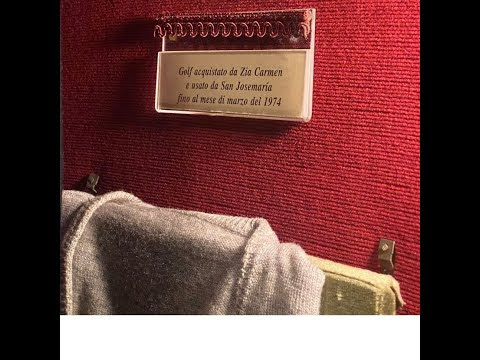 Golf acquistato da Zia Carmen
e usato da San Josemaría
fino al mese di marzo del 1974